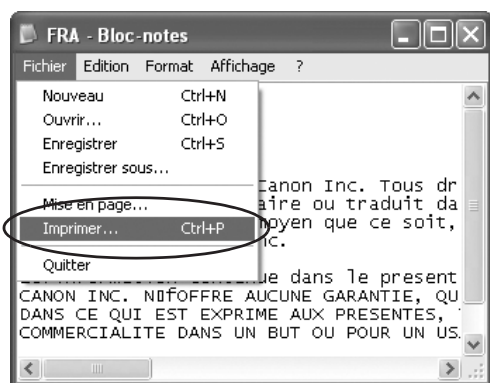 FRA - Bloc-notes
Fichier Edition Format Affichage ?
Nouveau Ctrl+N
Ouvrir... Ctrl+O
Enregistrer Ctrl+S
Enregistrer sous...
Canon Inc. Tous dr
Mise en page...
aire ou traduit da
Imprimer... Ctrl+P
moyen que ce soit,
nc.
Quitter
dans le present
CANON INC. N▯fOFFRE AUCUNE GARANTIE, QU
DANS CE QUI EST EXPRIME AUX PRESENTES,
COMMERCIALITE DANS UN BUT OU POUR UN US